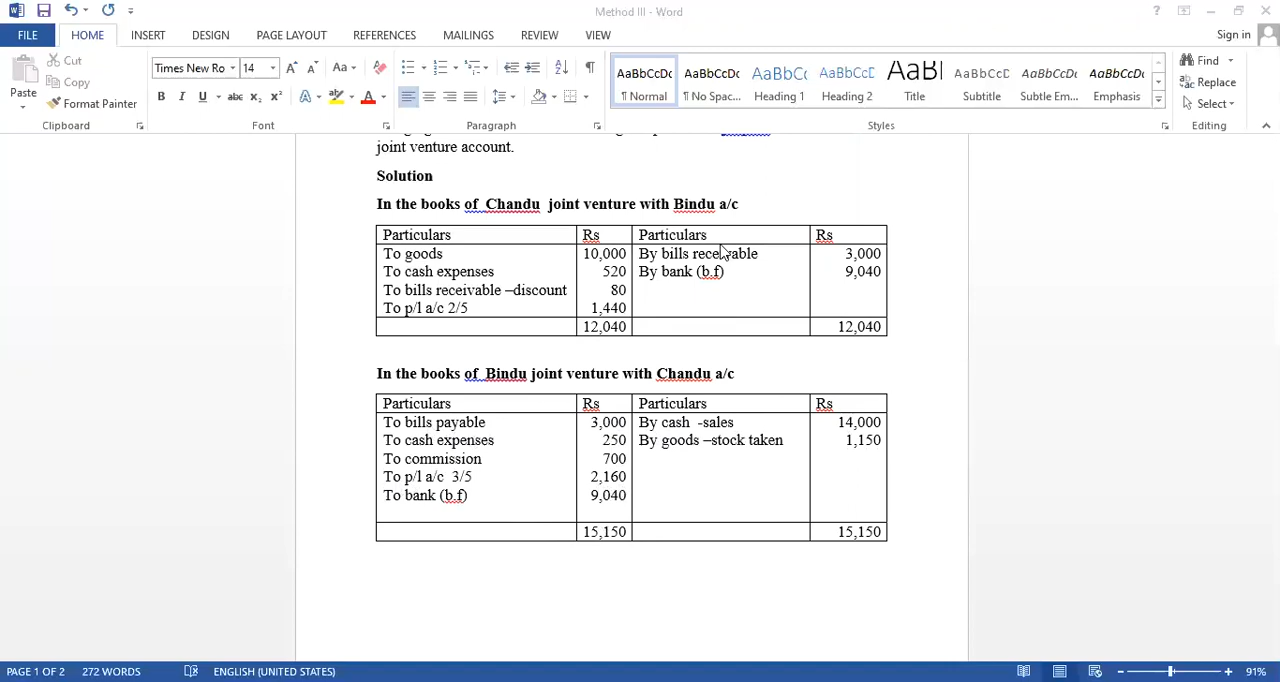 Method III - Word
Sign in
FILE HOME INSERT DESIGN PAGE LAYOUT REFERENCES MAILINGS REVIEW VIEW
Paste
Cut
Copy
Format Painter
Clipboard
Times New Ro 14
Font
Paragraph
AaBbCcDc AaBbCcDc AaBbCc AaBbCcD AaBl AaBbCcD AaBbCcDc AaBbCcDc
¶ Normal ¶ No Spac... Heading 1 Heading 2 Title Subtitle Subtle Em... Emphasis
Styles
Find
Replace
Select
Editing
joint venture account.
Solution
In the books of Chandu joint venture with Bindu a/c
Particulars Rs Particulars Rs
To goods 10,000 By bills receivable 3,000
To cash expenses 520 By bank (b.f) 9,040
To bills receivable –discount 80
To p/l a/c 2/5 1,440
12,040 12,040
In the books of Bindu joint venture with Chandu a/c
Particulars Rs Particulars Rs
To bills payable 3,000 By cash -sales 14,000
To cash expenses 250 By goods –stock taken 1,150
To commission 700
To p/l a/c 3/5 2,160
To bank (b.f) 9,040
15,150 15,150
PAGE 1 OF 2 272 WORDS ENGLISH (UNITED STATES) 91%